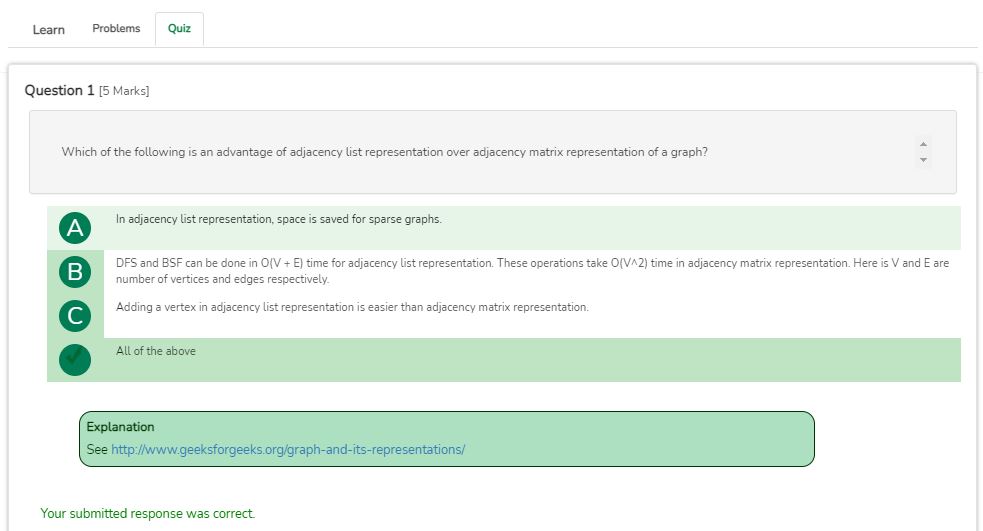 Learn Problems Quiz
Question 1 [5 Marks]
Which of the following is an advantage of adjacency list representation over adjacency matrix representation of a graph?
A In adjacency list representation, space is saved for sparse graphs.
B DFS and BSF can be done in O(V + E) time for adjacency list representation. These operations take O(V^2) time in adjacency matrix representation. Here is V and E are
number of vertices and edges respectively.
C Adding a vertex in adjacency list representation is easier than adjacency matrix representation.
All of the above
Explanation
See http://www.geeksforgeeks.org/graph-and-its-representations/
Your submitted response was correct.